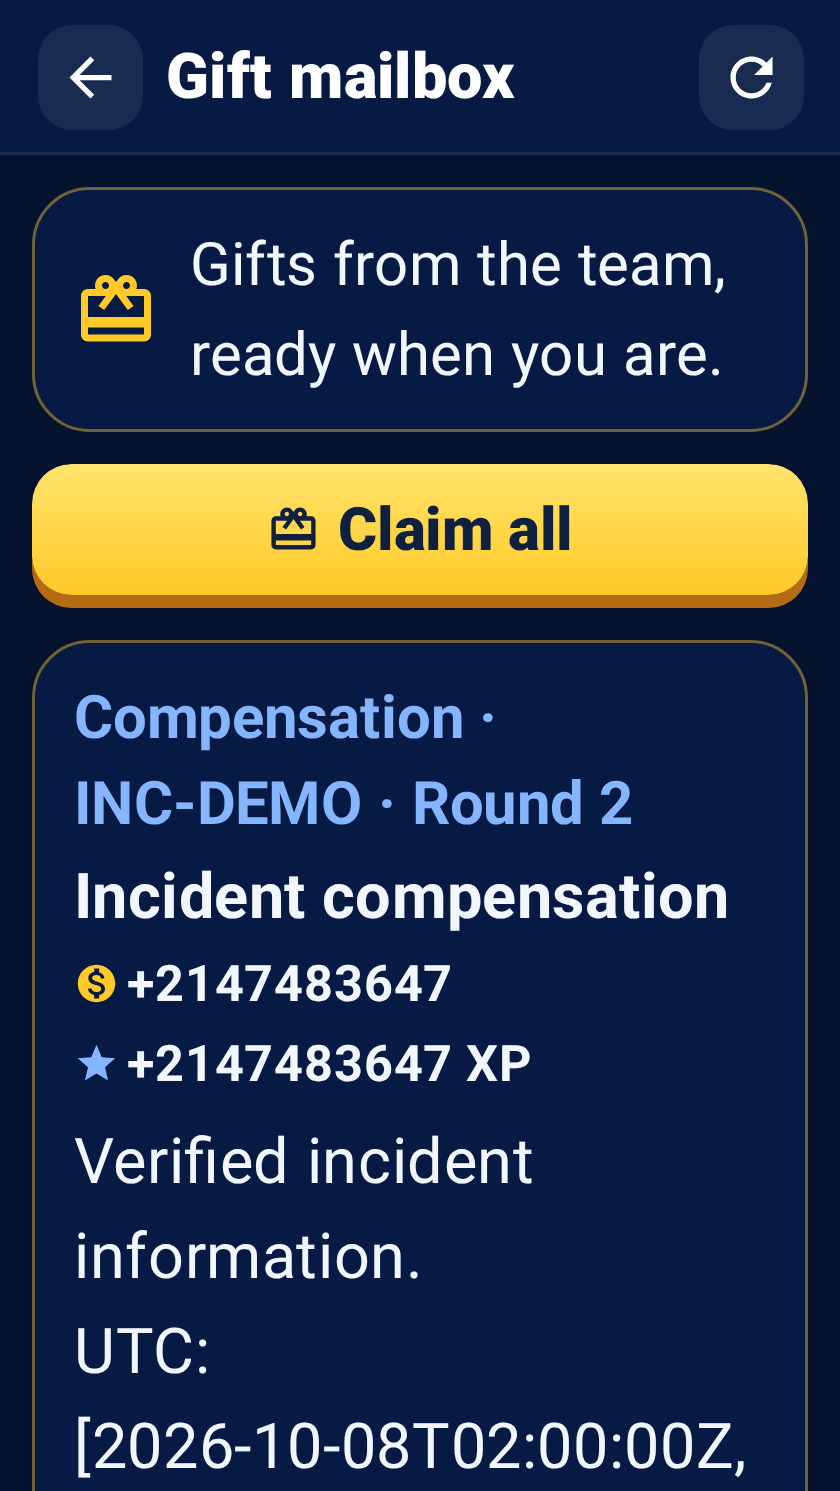 Gift mailbox
Gifts from the team,
ready when you are.
Claim all
Compensation ·
INC-DEMO · Round 2
Incident compensation
+2147483647
+2147483647 XP
Verified incident
information.
UTC:
[2026-10-08T02:00:00Z,